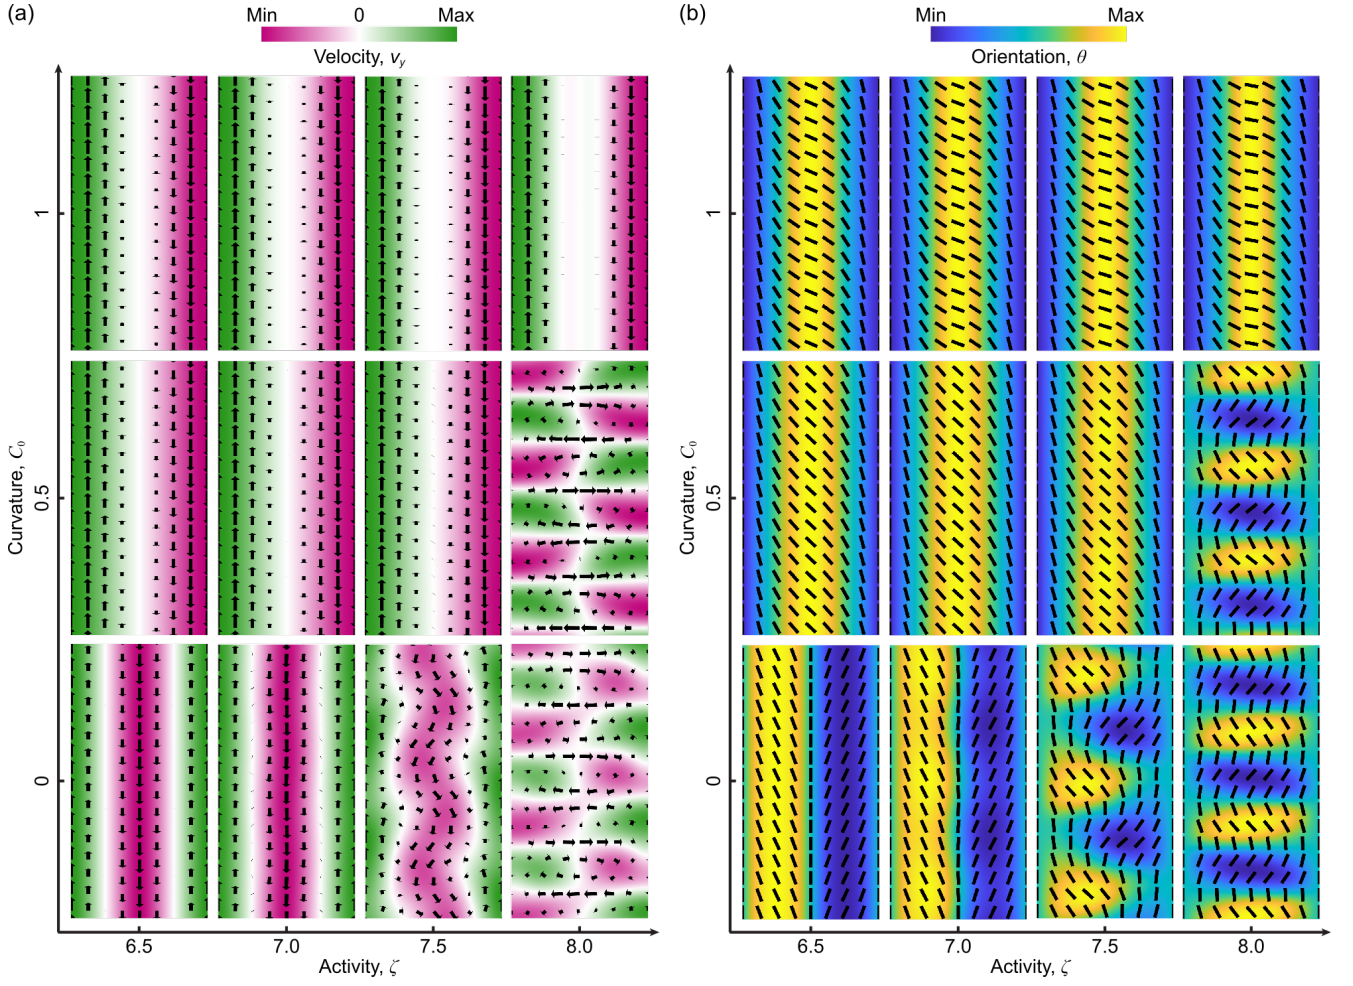 (a)
Min 0 Max
Velocity, vy
Curvature, C₀
1
0.5
0
6.5 7.0 7.5 8.0
Activity, ζ
(b)
Min Max
Orientation, θ
Curvature, C₀
1
0.5
0
6.5 7.0 7.5 8.0
Activity, ζ